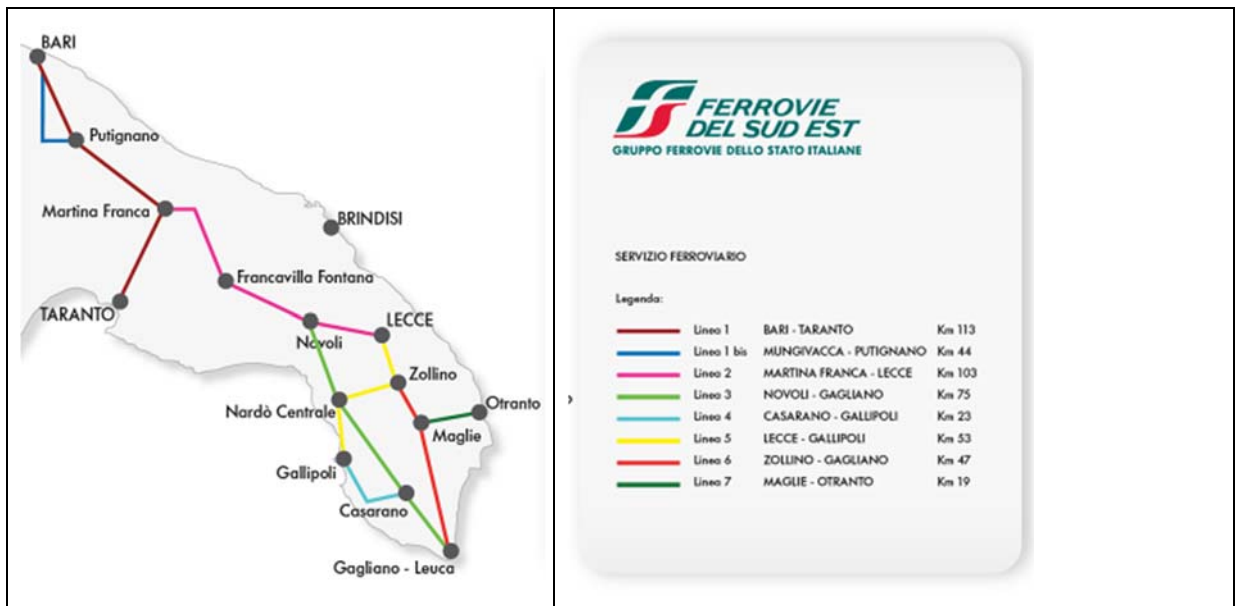 BARI
Putignano
Martina Franca
BRINDISI
Francavilla Fontana
TARANTO
LECCE
Novoli
Zollino
Otranto
Nardò Centrale
Maglie
Gallipoli
Casarano
Gagliano - Leuca
FERROVIE
DEL SUD EST
GRUPPO FERROVIE DELLO STATO ITALIANE
SERVIZIO FERROVIARIO
Legenda:
Linea 1 BARI - TARANTO Km 113
Linea 1 bis MUNGIVACCA - PUTIGNANO Km 44
Linea 2 MARTINA FRANCA - LECCE Km 103
Linea 3 NOVOLI - GAGLIANO Km 75
Linea 4 CASARANO - GALLIPOLI Km 23
Linea 5 LECCE - GALLIPOLI Km 53
Linea 6 ZOLLINO - GAGLIANO Km 47
Linea 7 MAGLIE - OTRANTO Km 19